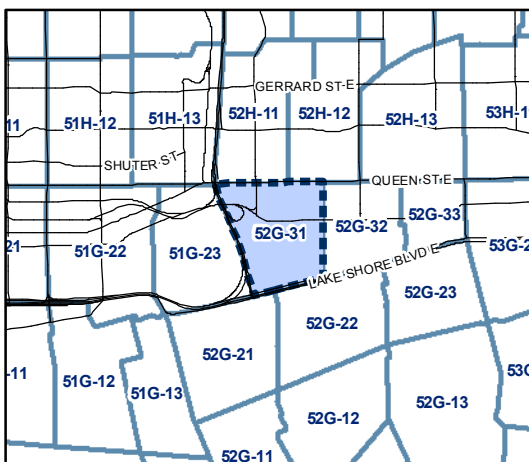 GERRARD ST E
11
51H-12
51H-13
52H-11
52H-12
52H-13
53H-1
SHUTER ST
QUEEN ST E
21
51G-22
51G-23
52G-31
52G-32
52G-33
53G-2
LAKE SHORE BLVD E
52G-23
52G-22
52G-21
-11
51G-12
51G-13
53G
52G-12
52G-13
52G-11